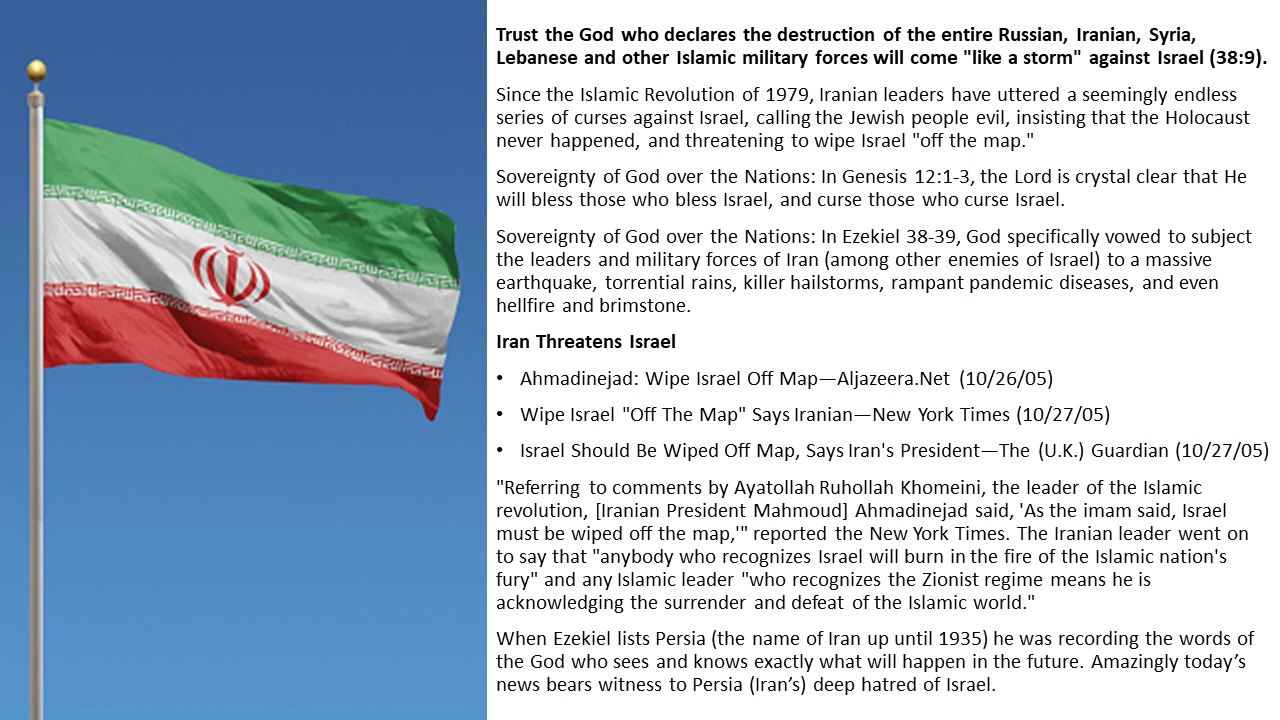 Trust the God who declares the destruction of the entire Russian, Iranian, Syria,
Lebanese and other Islamic military forces will come "like a storm" against Israel (38:9).
Since the Islamic Revolution of 1979, Iranian leaders have uttered a seemingly endless
series of curses against Israel, calling the Jewish people evil, insisting that the Holocaust
never happened, and threatening to wipe Israel "off the map."
Sovereignty of God over the Nations: In Genesis 12:1-3, the Lord is crystal clear that He
will bless those who bless Israel, and curse those who curse Israel.
Sovereignty of God over the Nations: In Ezekiel 38-39, God specifically vowed to subject
the leaders and military forces of Iran (among other enemies of Israel) to a massive
earthquake, torrential rains, killer hailstorms, rampant pandemic diseases, and even
hellfire and brimstone.
Iran Threatens Israel
• Ahmadinejad: Wipe Israel Off Map—Aljazeera.Net (10/26/05)
• Wipe Israel "Off The Map" Says Iranian—New York Times (10/27/05)
• Israel Should Be Wiped Off Map, Says Iran's President—The (U.K.) Guardian (10/27/05)
"Referring to comments by Ayatollah Ruhollah Khomeini, the leader of the Islamic
revolution, [Iranian President Mahmoud] Ahmadinejad said, 'As the imam said, Israel
must be wiped off the map,'" reported the New York Times. The Iranian leader went on
to say that "anybody who recognizes Israel will burn in the fire of the Islamic nation's
fury" and any Islamic leader "who recognizes the Zionist regime means he is
acknowledging the surrender and defeat of the Islamic world."
When Ezekiel lists Persia (the name of Iran up until 1935) he was recording the words of
the God who sees and knows exactly what will happen in the future. Amazingly today’s
news bears witness to Persia (Iran’s) deep hatred of Israel.